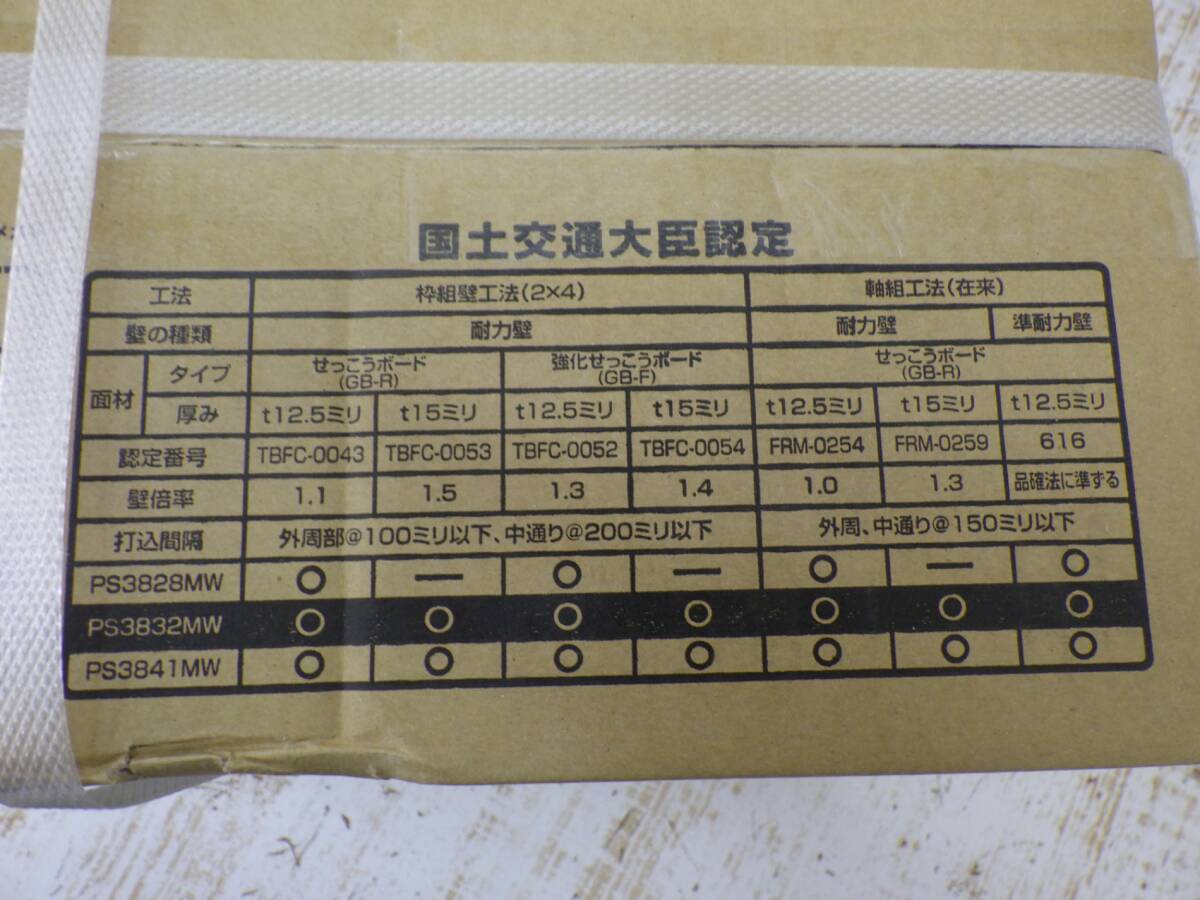 国土交通大臣認定
工法 枠組壁工法(2×4) 軸組工法(在来)
壁の種類 耐力壁 耐力壁 準耐力壁
面材 タイプ せっこうボード (GB-R) 強化せっこうボード (GB-F) せっこうボード (GB-R)
厚み t12.5ミリ t15ミリ t12.5ミリ t15ミリ t12.5ミリ t15ミリ t12.5ミリ
認定番号 TBFC-0043 TBFC-0053 TBFC-0052 TBFC-0054 FRM-0254 FRM-0259 616
壁倍率 1.1 1.5 1.3 1.4 1.0 1.3 品確法に準ずる
打込間隔 外周部@100ミリ以下、中通り@200ミリ以下 外周、中通り@150ミリ以下
PS3828MW ○ — ○ — ○ — ○
PS3832MW ○ ○ ○ ○ ○ ○ ○
PS3841MW ○ ○ ○ ○ ○ ○ ○